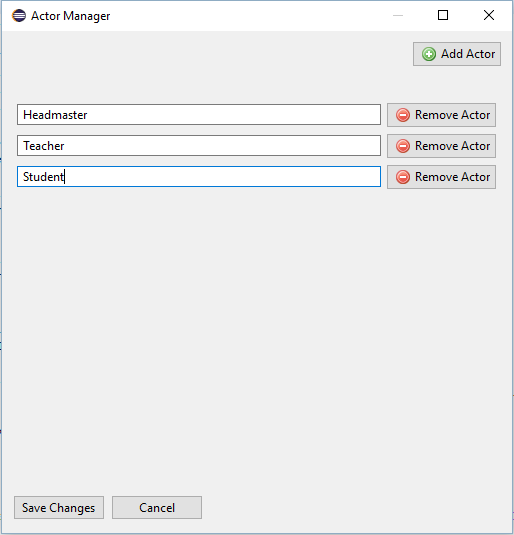 Actor Manager
Add Actor
Headmaster Remove Actor
Teacher Remove Actor
Student Remove Actor
Save Changes Cancel